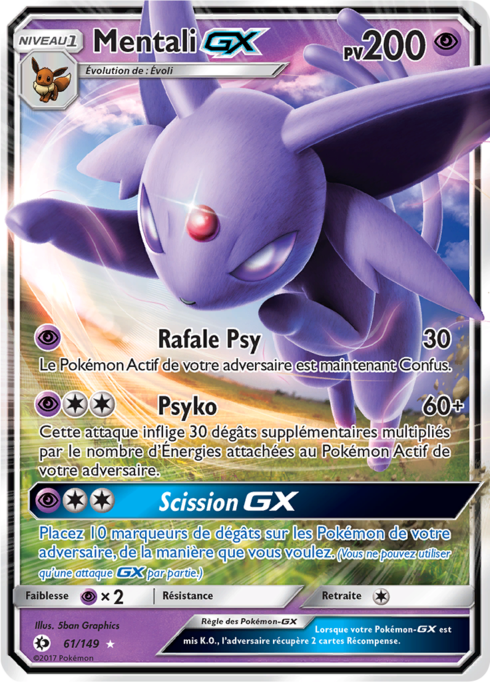 NIVEAU 1
Mentali GX
PV 200
Évolution de : Évoli
Rafale Psy 30
Le Pokémon Actif de votre adversaire est maintenant Confus.
Psyko 60+
Cette attaque inflige 30 dégâts supplémentaires multipliés
par le nombre d'Énergies attachées au Pokémon Actif de
votre adversaire.
Scission GX
Placez 10 marqueurs de dégâts sur les Pokémon de votre
adversaire, de la manière que vous voulez. (Vous ne pouvez utiliser
qu'une attaque GX par partie.)
Faiblesse ×2 Résistance Retraite
Illus. 5ban Graphics
61/149
©2017 Pokémon
Règle des Pokémon-GX
Lorsque votre Pokémon-GX est
mis K.O., l'adversaire récupère 2 cartes Récompense.